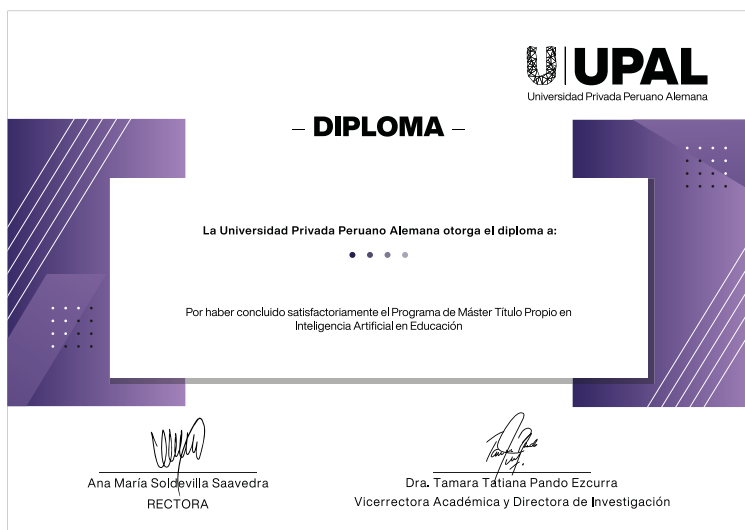 UPAL
Universidad Privada Peruano Alemana
– DIPLOMA –
La Universidad Privada Peruano Alemana otorga el diploma a:
Por haber concluido satisfactoriamente el Programa de Máster Título Propio en
Inteligencia Artificial en Educación
Ana María Soldevilla Saavedra
RECTORA
Dra. Tamara Tatiana Pando Ezcurra
Vicerrectora Académica y Directora de Investigación